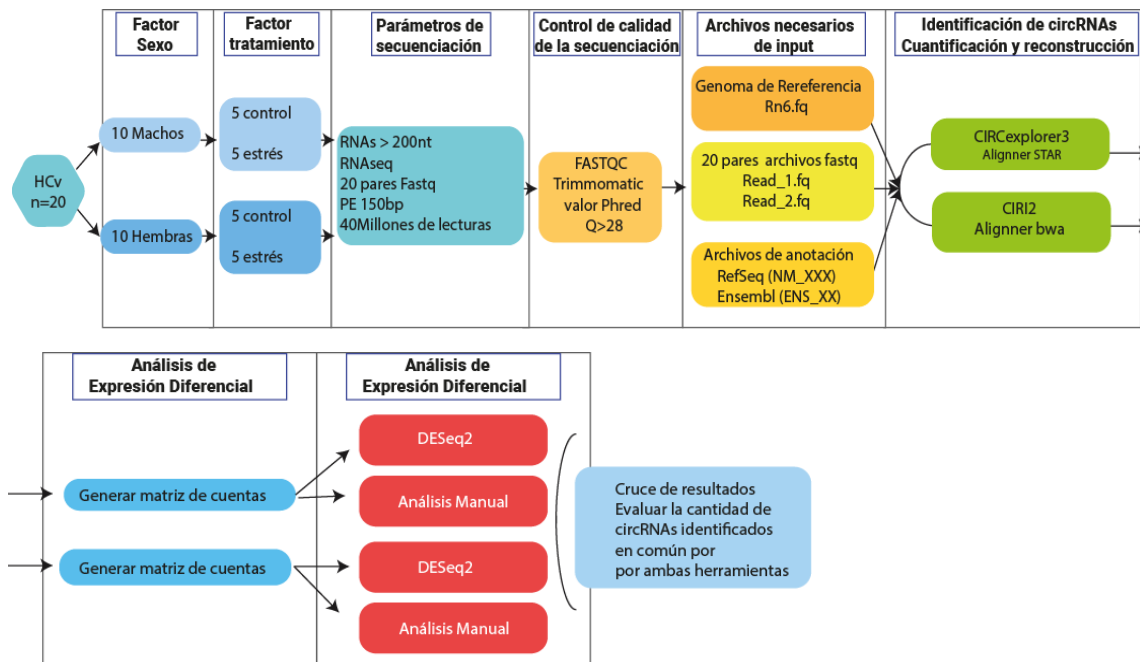 Factor
Sexo
Factor
tratamiento
Parámetros de
secuenciación
Control de calidad
de la secuenciación
Archivos necesarios
de input
Identificación de circRNAs
Cuantificación y reconstrucción
HCv
n=20
10 Machos
10 Hembras
5 control
5 estrés
5 control
5 estrés
RNAs > 200nt
RNAseq
20 pares Fastq
PE 150bp
40Millones de lecturas
FASTQC
Trimmomatic
valor Phred
Q>28
Genoma de Rereferencia
Rn6.fq
20 pares archivos fastq
Read_1.fq
Read_2.fq
Archivos de anotación
RefSeq (NM_XXX)
Ensembl (ENS_XX)
CIRCexplorer3
Alignner STAR
CIRI2
Alignner bwa
Análisis de
Expresión Diferencial
Análisis de
Expresión Diferencial
Generar matriz de cuentas
Generar matriz de cuentas
DESeq2
Análisis Manual
DESeq2
Análisis Manual
Cruce de resultados
Evaluar la cantidad de
circRNAs identificados
en común por
por ambas herramientas